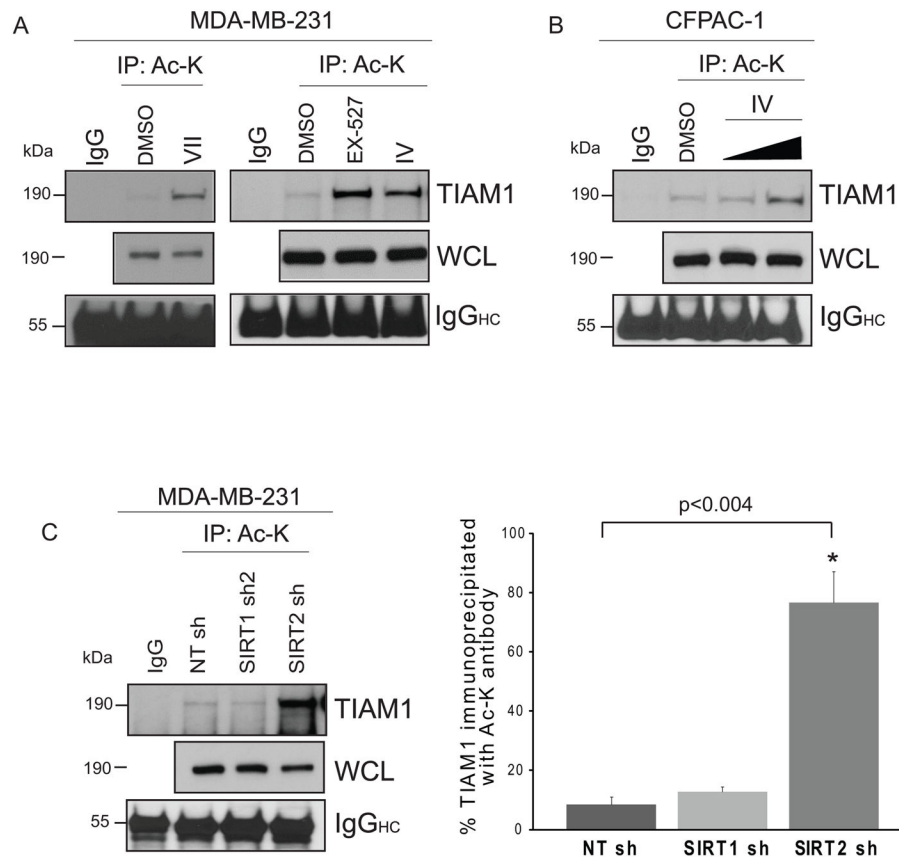 A
MDA-MB-231
IP: Ac-K
IP: Ac-K
kDa
IgG
DMSO
VII
IgG
DMSO
EX-527
IV
190
TIAM1
190
WCL
55
IgGHC
B
CFPAC-1
IP: Ac-K
IV
kDa
IgG
DMSO
190
TIAM1
190
WCL
55
IgGHC
C
MDA-MB-231
IP: Ac-K
kDa
IgG
NT sh
SIRT1 sh2
SIRT2 sh
190
TIAM1
190
WCL
55
IgGHC
% TIAM1 immunoprecipitated
with Ac-K antibody
100
80
60
40
20
0
p<0.004
*
NT sh
SIRT1 sh
SIRT2 sh